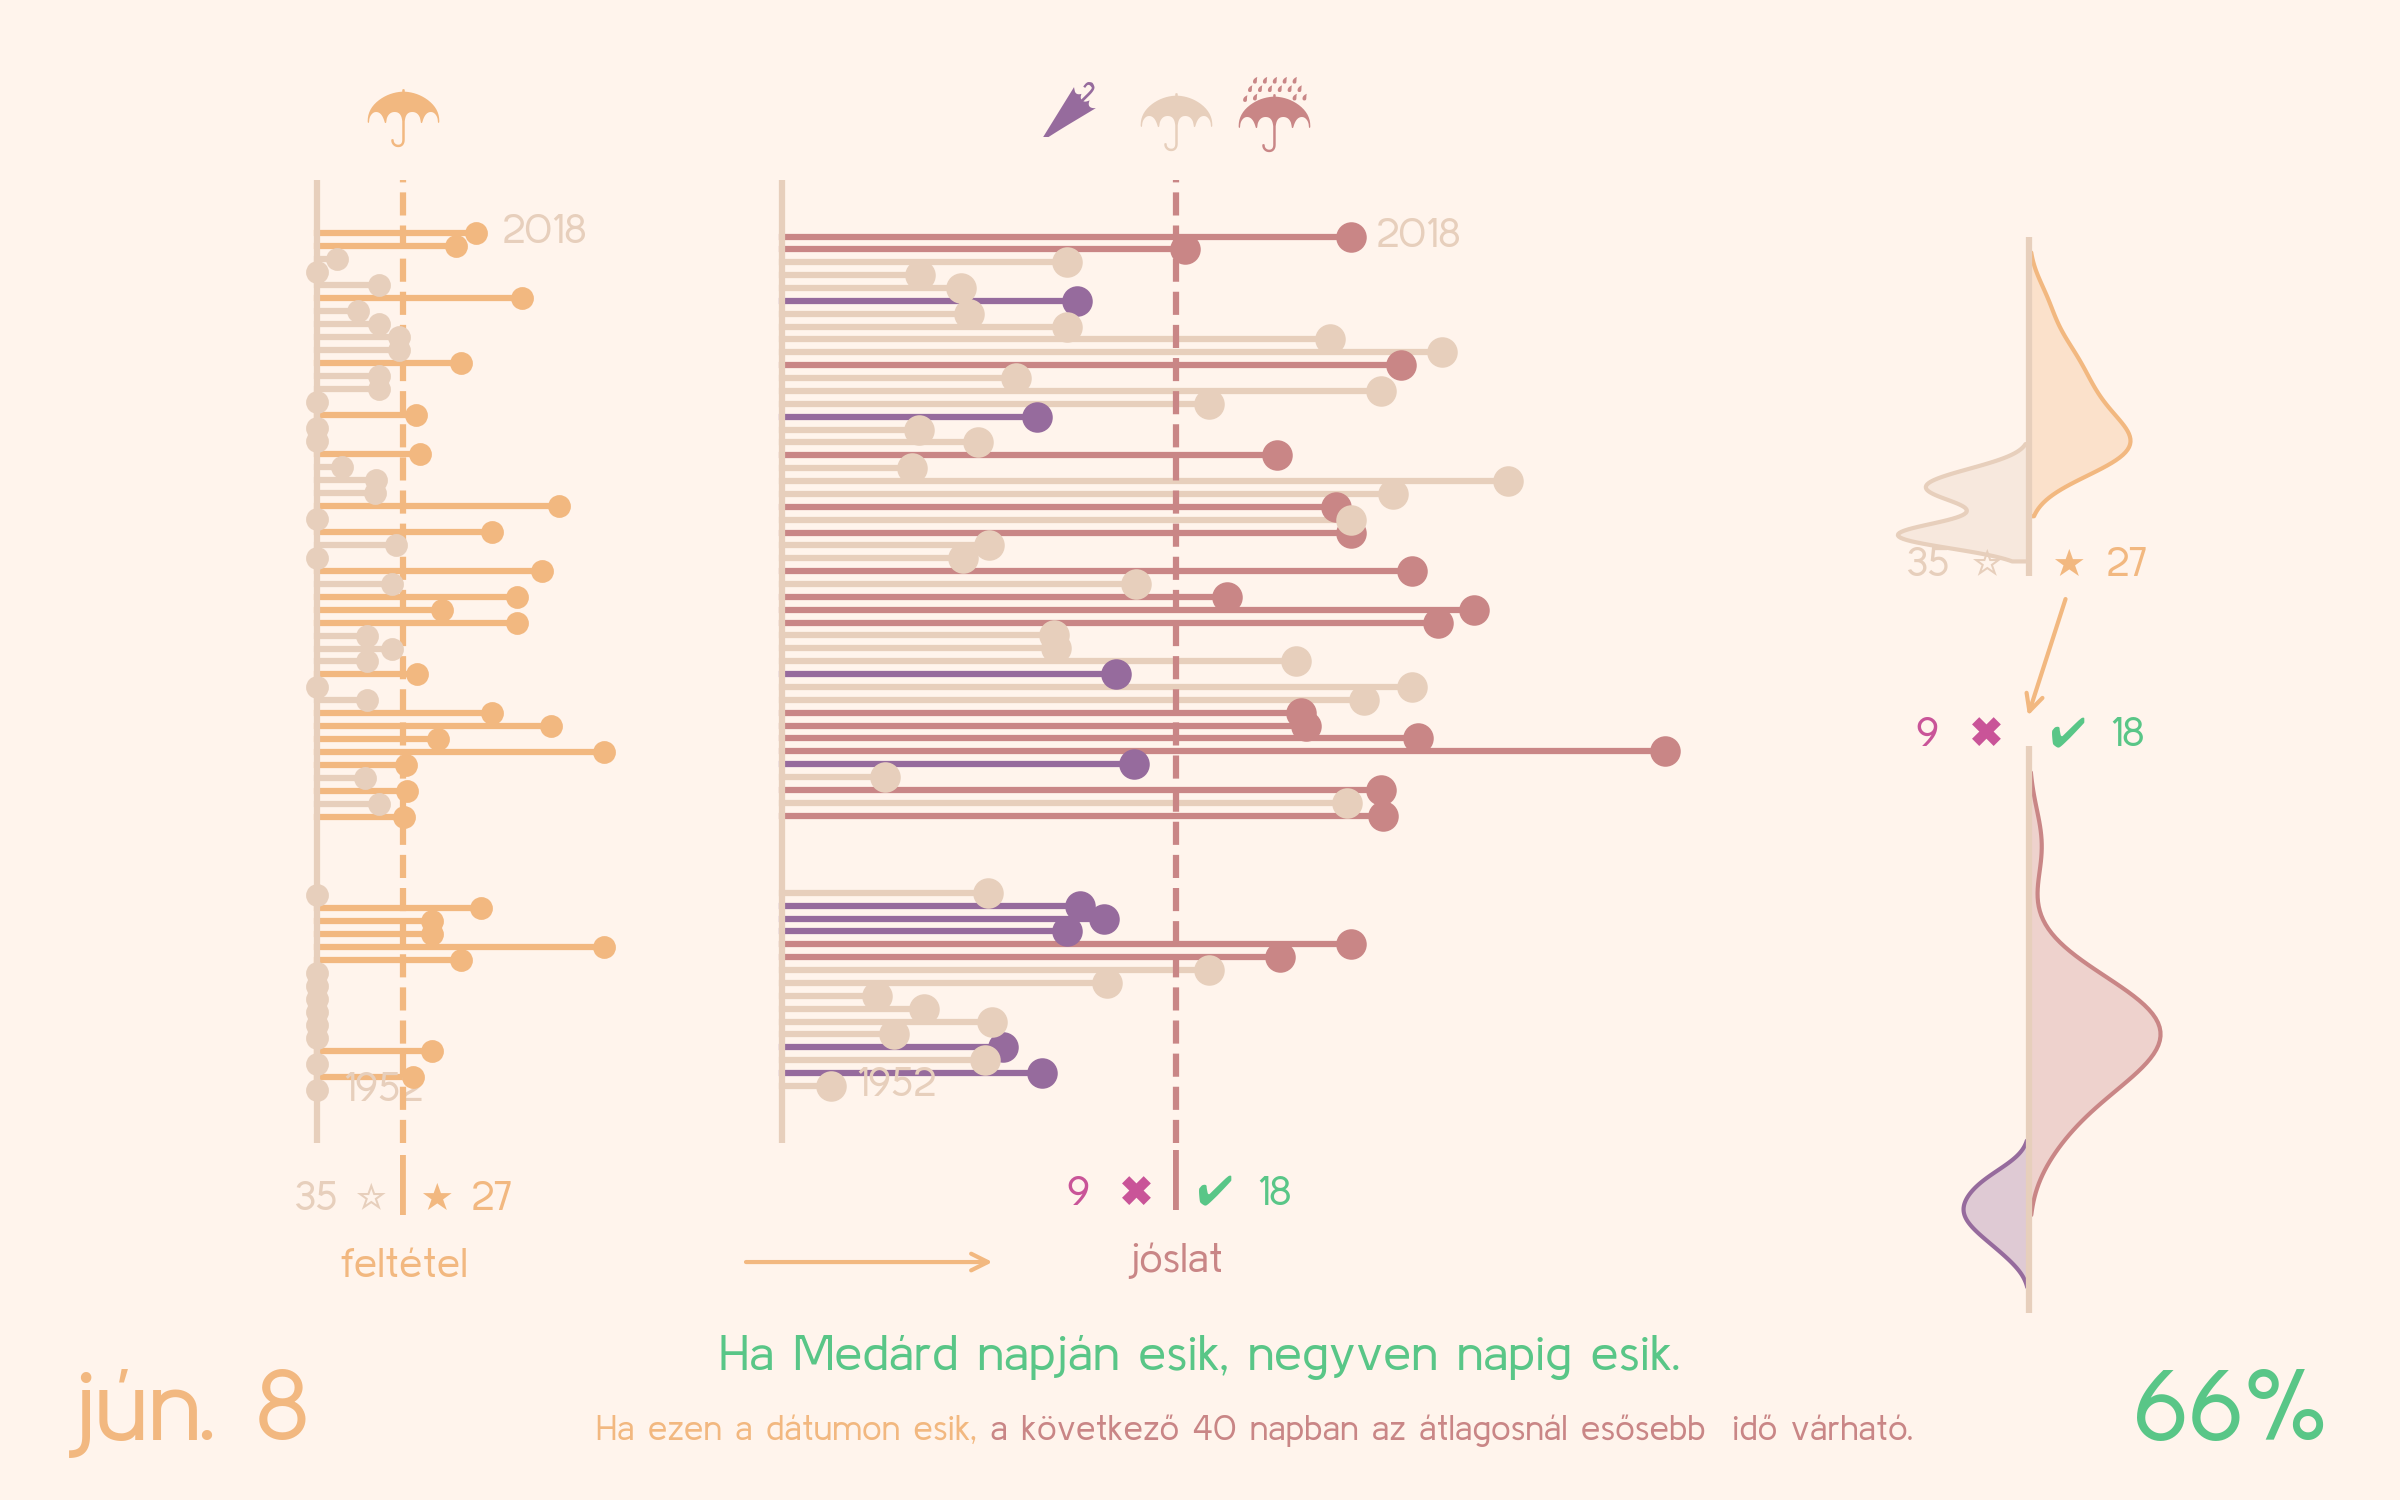 2018
2018
35 ☆ ★ 27
9 ✖ ✔ 18
1952
1952
35 ☆ ★ 27
9 ✖ ✔ 18
feltétel
jóslat
Ha Medárd napján esik, negyven napig esik.
jún. 8
66%
Ha ezen a dátumon esik, a következő 40 napban az átlagosnál esősebb idő várható.